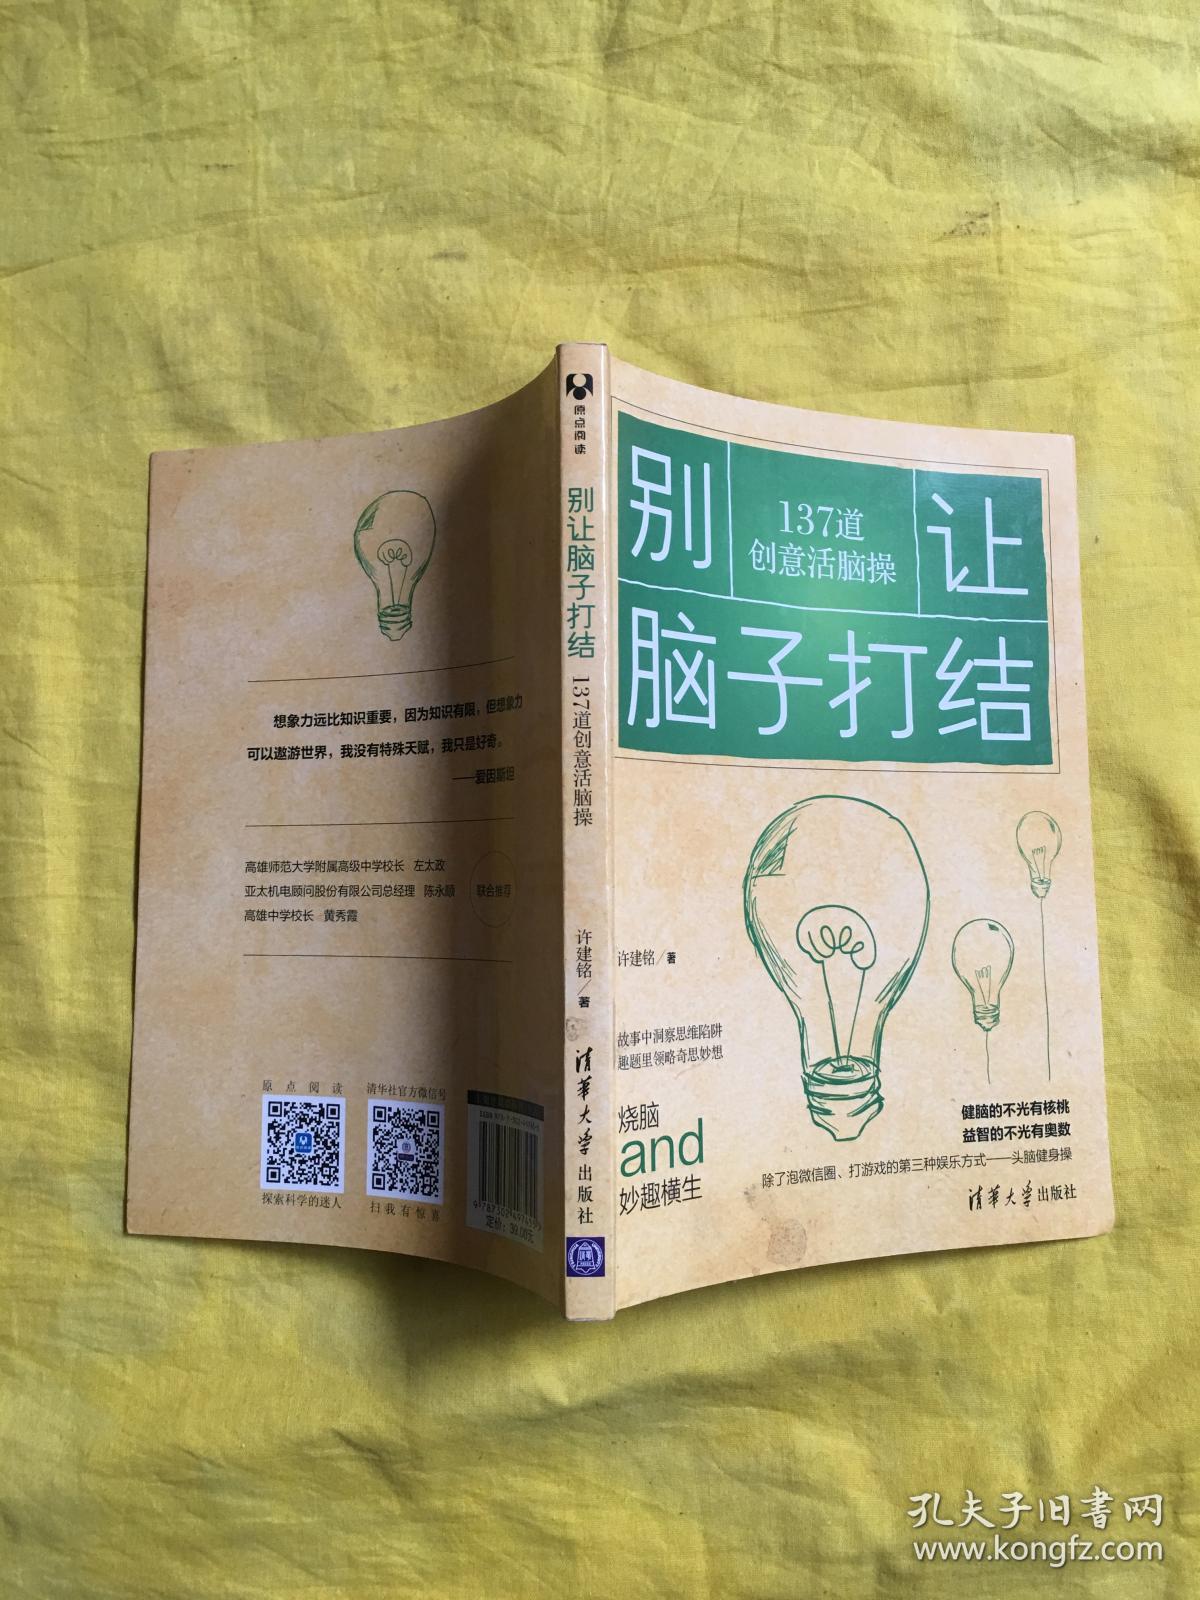 别 137道 让
创意活脑操
脑子打结
许建铭/著
故事中洞察思维陷阱
趣题里领略奇思妙想
烧脑
and
妙趣横生
健脑的不光有核桃
益智的不光有奥数
除了泡微信圈、打游戏的第三种娱乐方式——头脑健身操
清华大学出版社
原点阅读
别让脑子打结 137道创意活脑操
许建铭/著
清华大学出版社
想象力远比知识重要，因为知识有限，但想象力
可以遨游世界，我没有特殊天赋，我只是好奇。
——爱因斯坦
高雄师范大学附属高级中学校长 左太政
亚太机电顾问股份有限公司总经理 陈永顺
高雄中学校长 黄秀霞
联合推荐
原点阅读
探索科学的迷人
清华社官方微信号
扫我有惊喜
定价：39.00元
孔夫子旧书网
www.kongfz.com